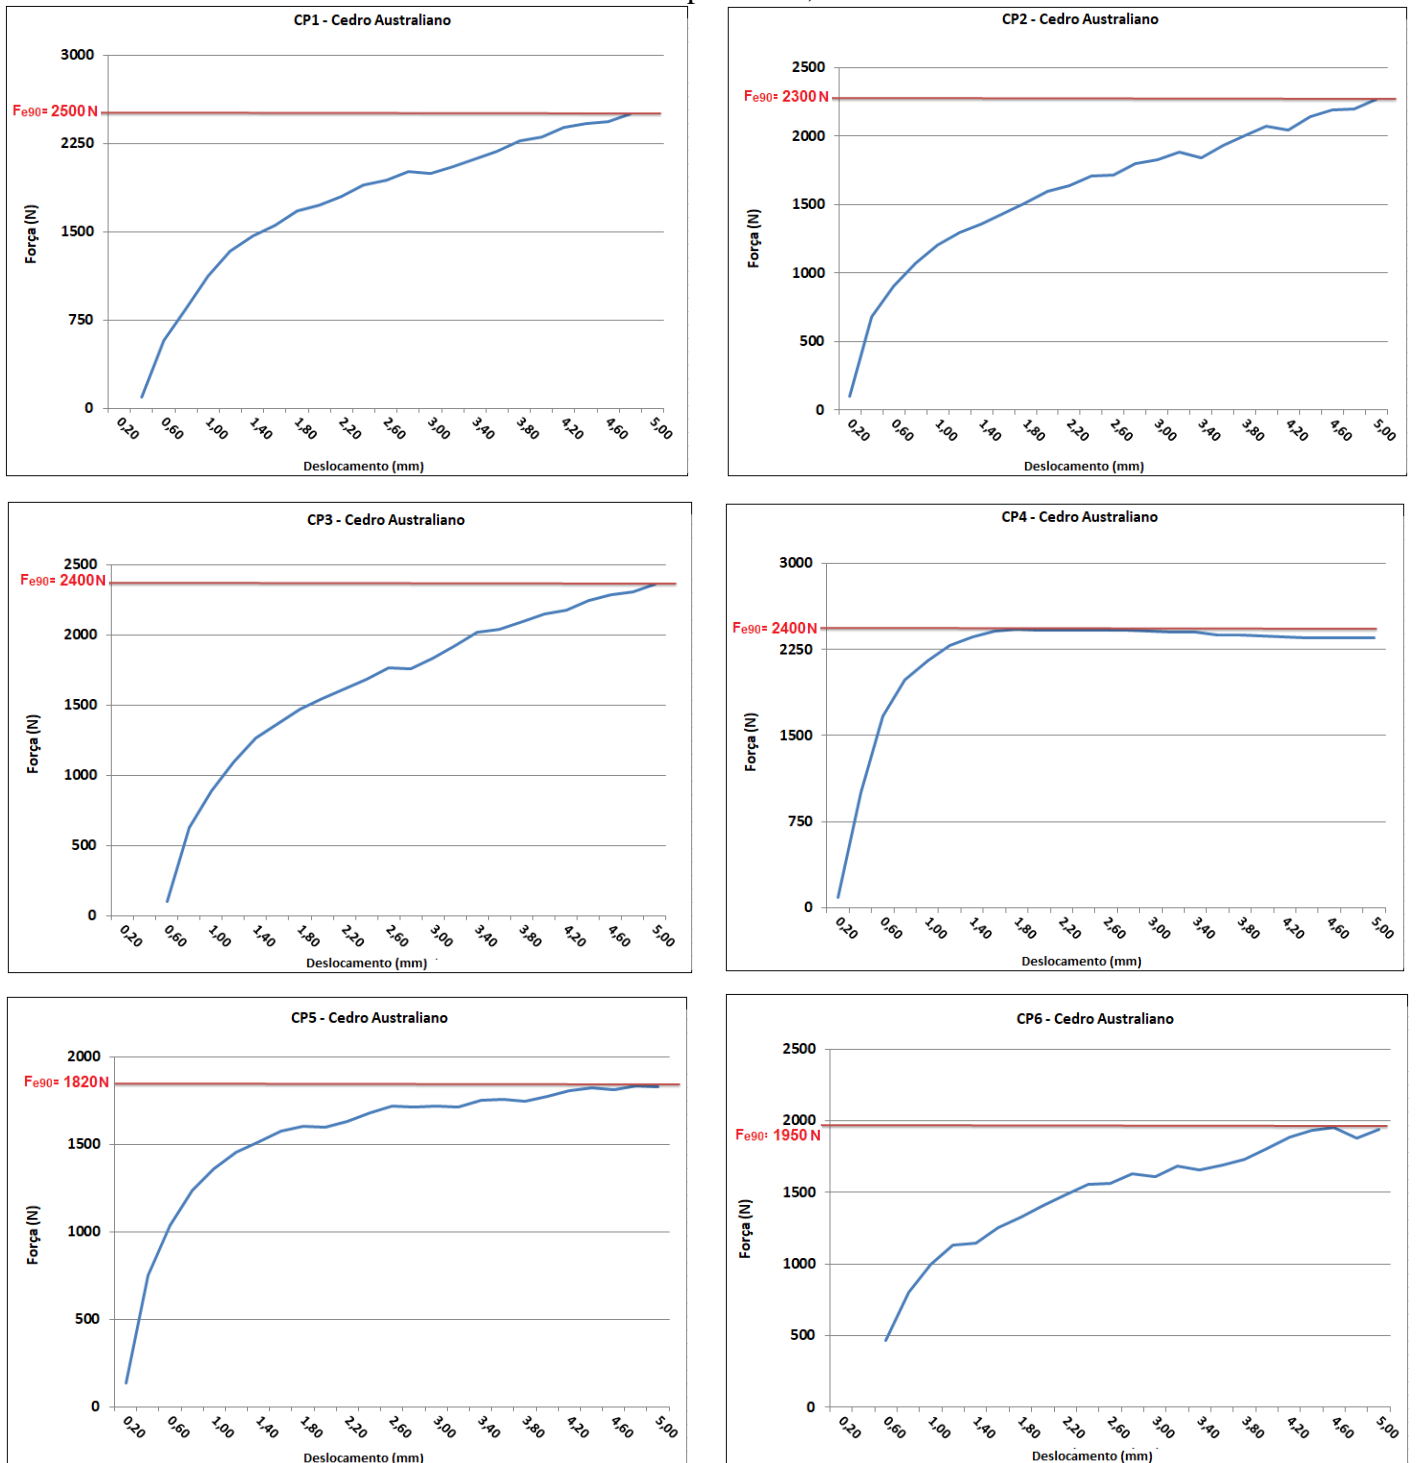 CP1 - Cedro Australiano
3000
Fe90= 2500 N
2250
1500
750
0
Força (N)
0,20 0,60 1,00 1,40 1,80 2,20 2,60 3,00 3,40 3,80 4,20 4,60 5,00
Deslocamento (mm)
CP2 - Cedro Australiano
2500
Fe90= 2300 N
2000
1500
1000
500
0
Força (N)
0,20 0,60 1,00 1,40 1,80 2,20 2,60 3,00 3,40 3,80 4,20 4,60 5,00
Deslocamento (mm)
CP3 - Cedro Australiano
2500
Fe90= 2400 N
2000
1500
1000
500
0
Força (N)
0,20 0,60 1,00 1,40 1,80 2,20 2,60 3,00 3,40 3,80 4,20 4,60 5,00
Deslocamento (mm)
CP4 - Cedro Australiano
3000
Fe90= 2400 N
2250
1500
750
0
Força (N)
0,20 0,60 1,00 1,40 1,80 2,20 2,60 3,00 3,40 3,80 4,20 4,60 5,00
Deslocamento (mm)
CP5 - Cedro Australiano
2000
Fe90= 1820 N
1500
1000
500
0
Força (N)
0,20 0,60 1,00 1,40 1,80 2,20 2,60 3,00 3,40 3,80 4,20 4,60 5,00
Deslocamento (mm)
CP6 - Cedro Australiano
2500
2000
Fe90: 1950 N
1500
1000
500
0
Força (N)
0,20 0,60 1,00 1,40 1,80 2,20 2,60 3,00 3,40 3,80 4,20 4,60 5,00
Deslocamento (mm)